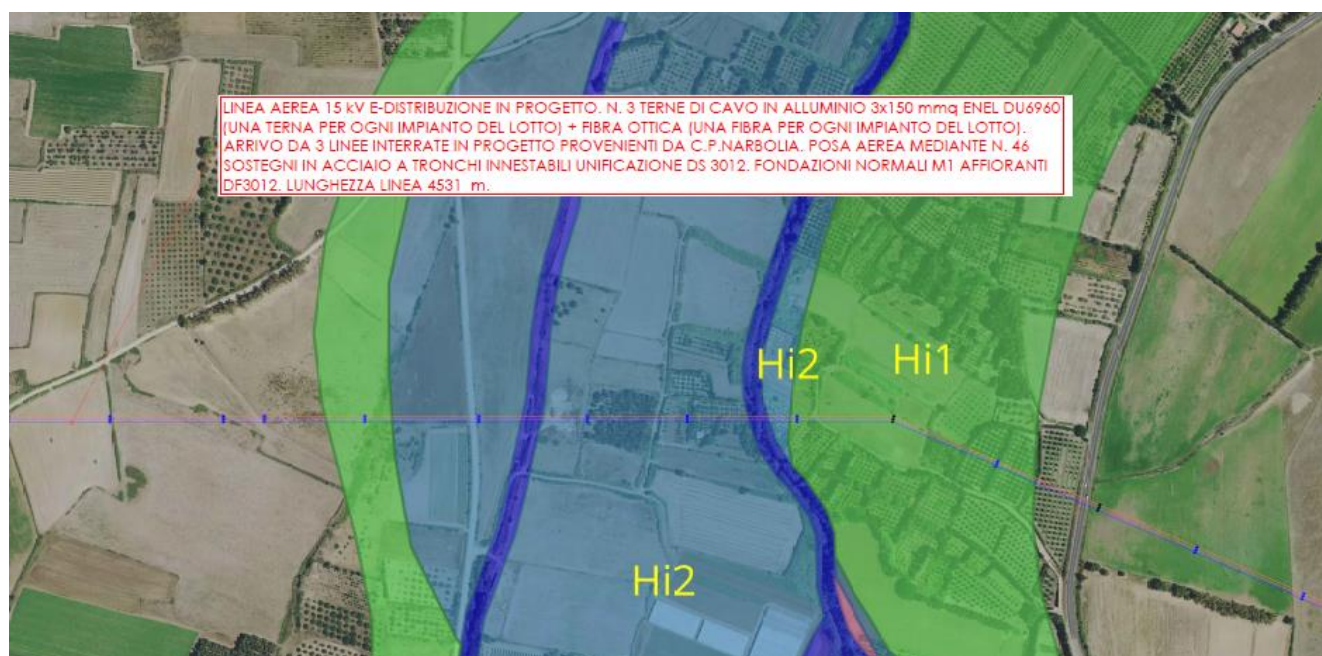 LINEA AEREA 15 kV E-DISTRIBUZIONE IN PROGETTO. N. 3 TERNE DI CAVO IN ALLUMINIO 3x150 mmq ENEL DU6960
(UNA TERNA PER OGNI IMPIANTO DEL LOTTO) + FIBRA OTTICA (UNA FIBRA PER OGNI IMPIANTO DEL LOTTO).
ARRIVO DA 3 LINEE INTERRATE IN PROGETTO PROVENIENTI DA C.P.NARBOLIA. POSA AEREA MEDIANTE N. 46
SOSTEGNI IN ACCIAIO A TRONCHI INNESTABILI UNIFICAZIONE DS 3012. FONDAZIONI NORMALI M1 AFFIORANTI
DF3012. LUNGHEZZA LINEA 4531 m.
Hi2
Hi1
Hi2